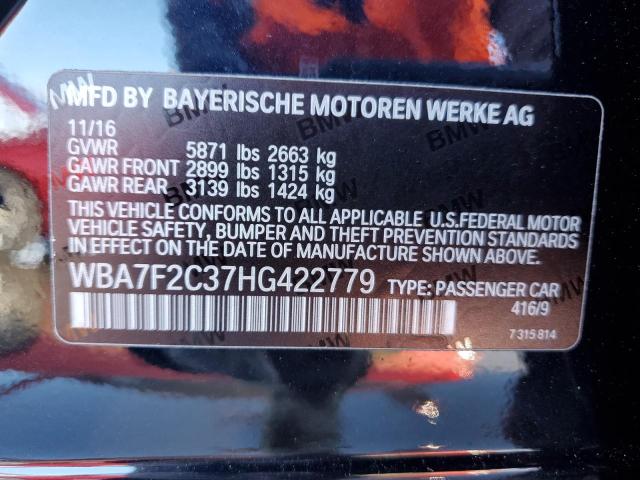 MFD BY BAYERISCHE MOTOREN WERKE AG
11/16
GVWR 5871 lbs 2663 kg
GAWR FRONT 2899 lbs 1315 kg
GAWR REAR 3139 lbs 1424 kg
THIS VEHICLE CONFORMS TO ALL APPLICABLE U.S.FEDERAL MOTOR
VEHICLE SAFETY, BUMPER AND THEFT PREVENTION STANDARDS
IN EFFECT ON THE DATE OF MANUFACTURE SHOWN ABOVE.
WBA7F2C37HG422779 TYPE: PASSENGER CAR
416/9
7 315 814